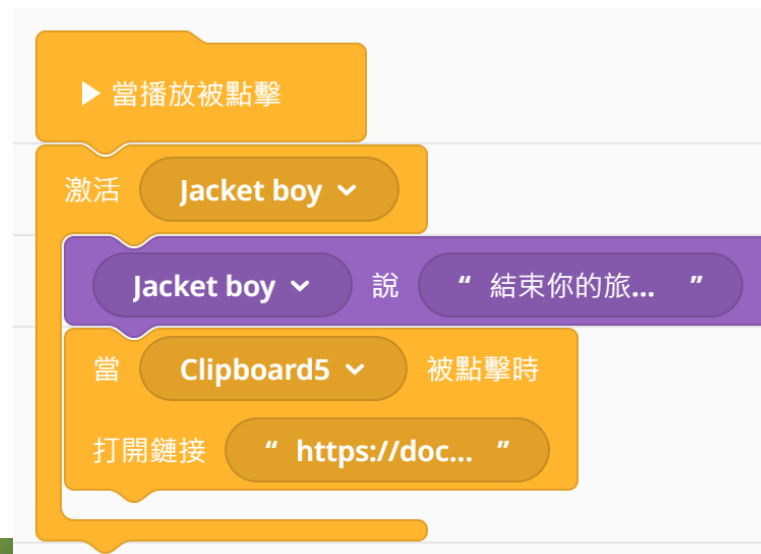 當播放被點擊
激活 Jacket boy
Jacket boy 說 “ 結束你的旅... ”
當 Clipboard5 被點擊時
打開鏈接 “ https://doc... ”